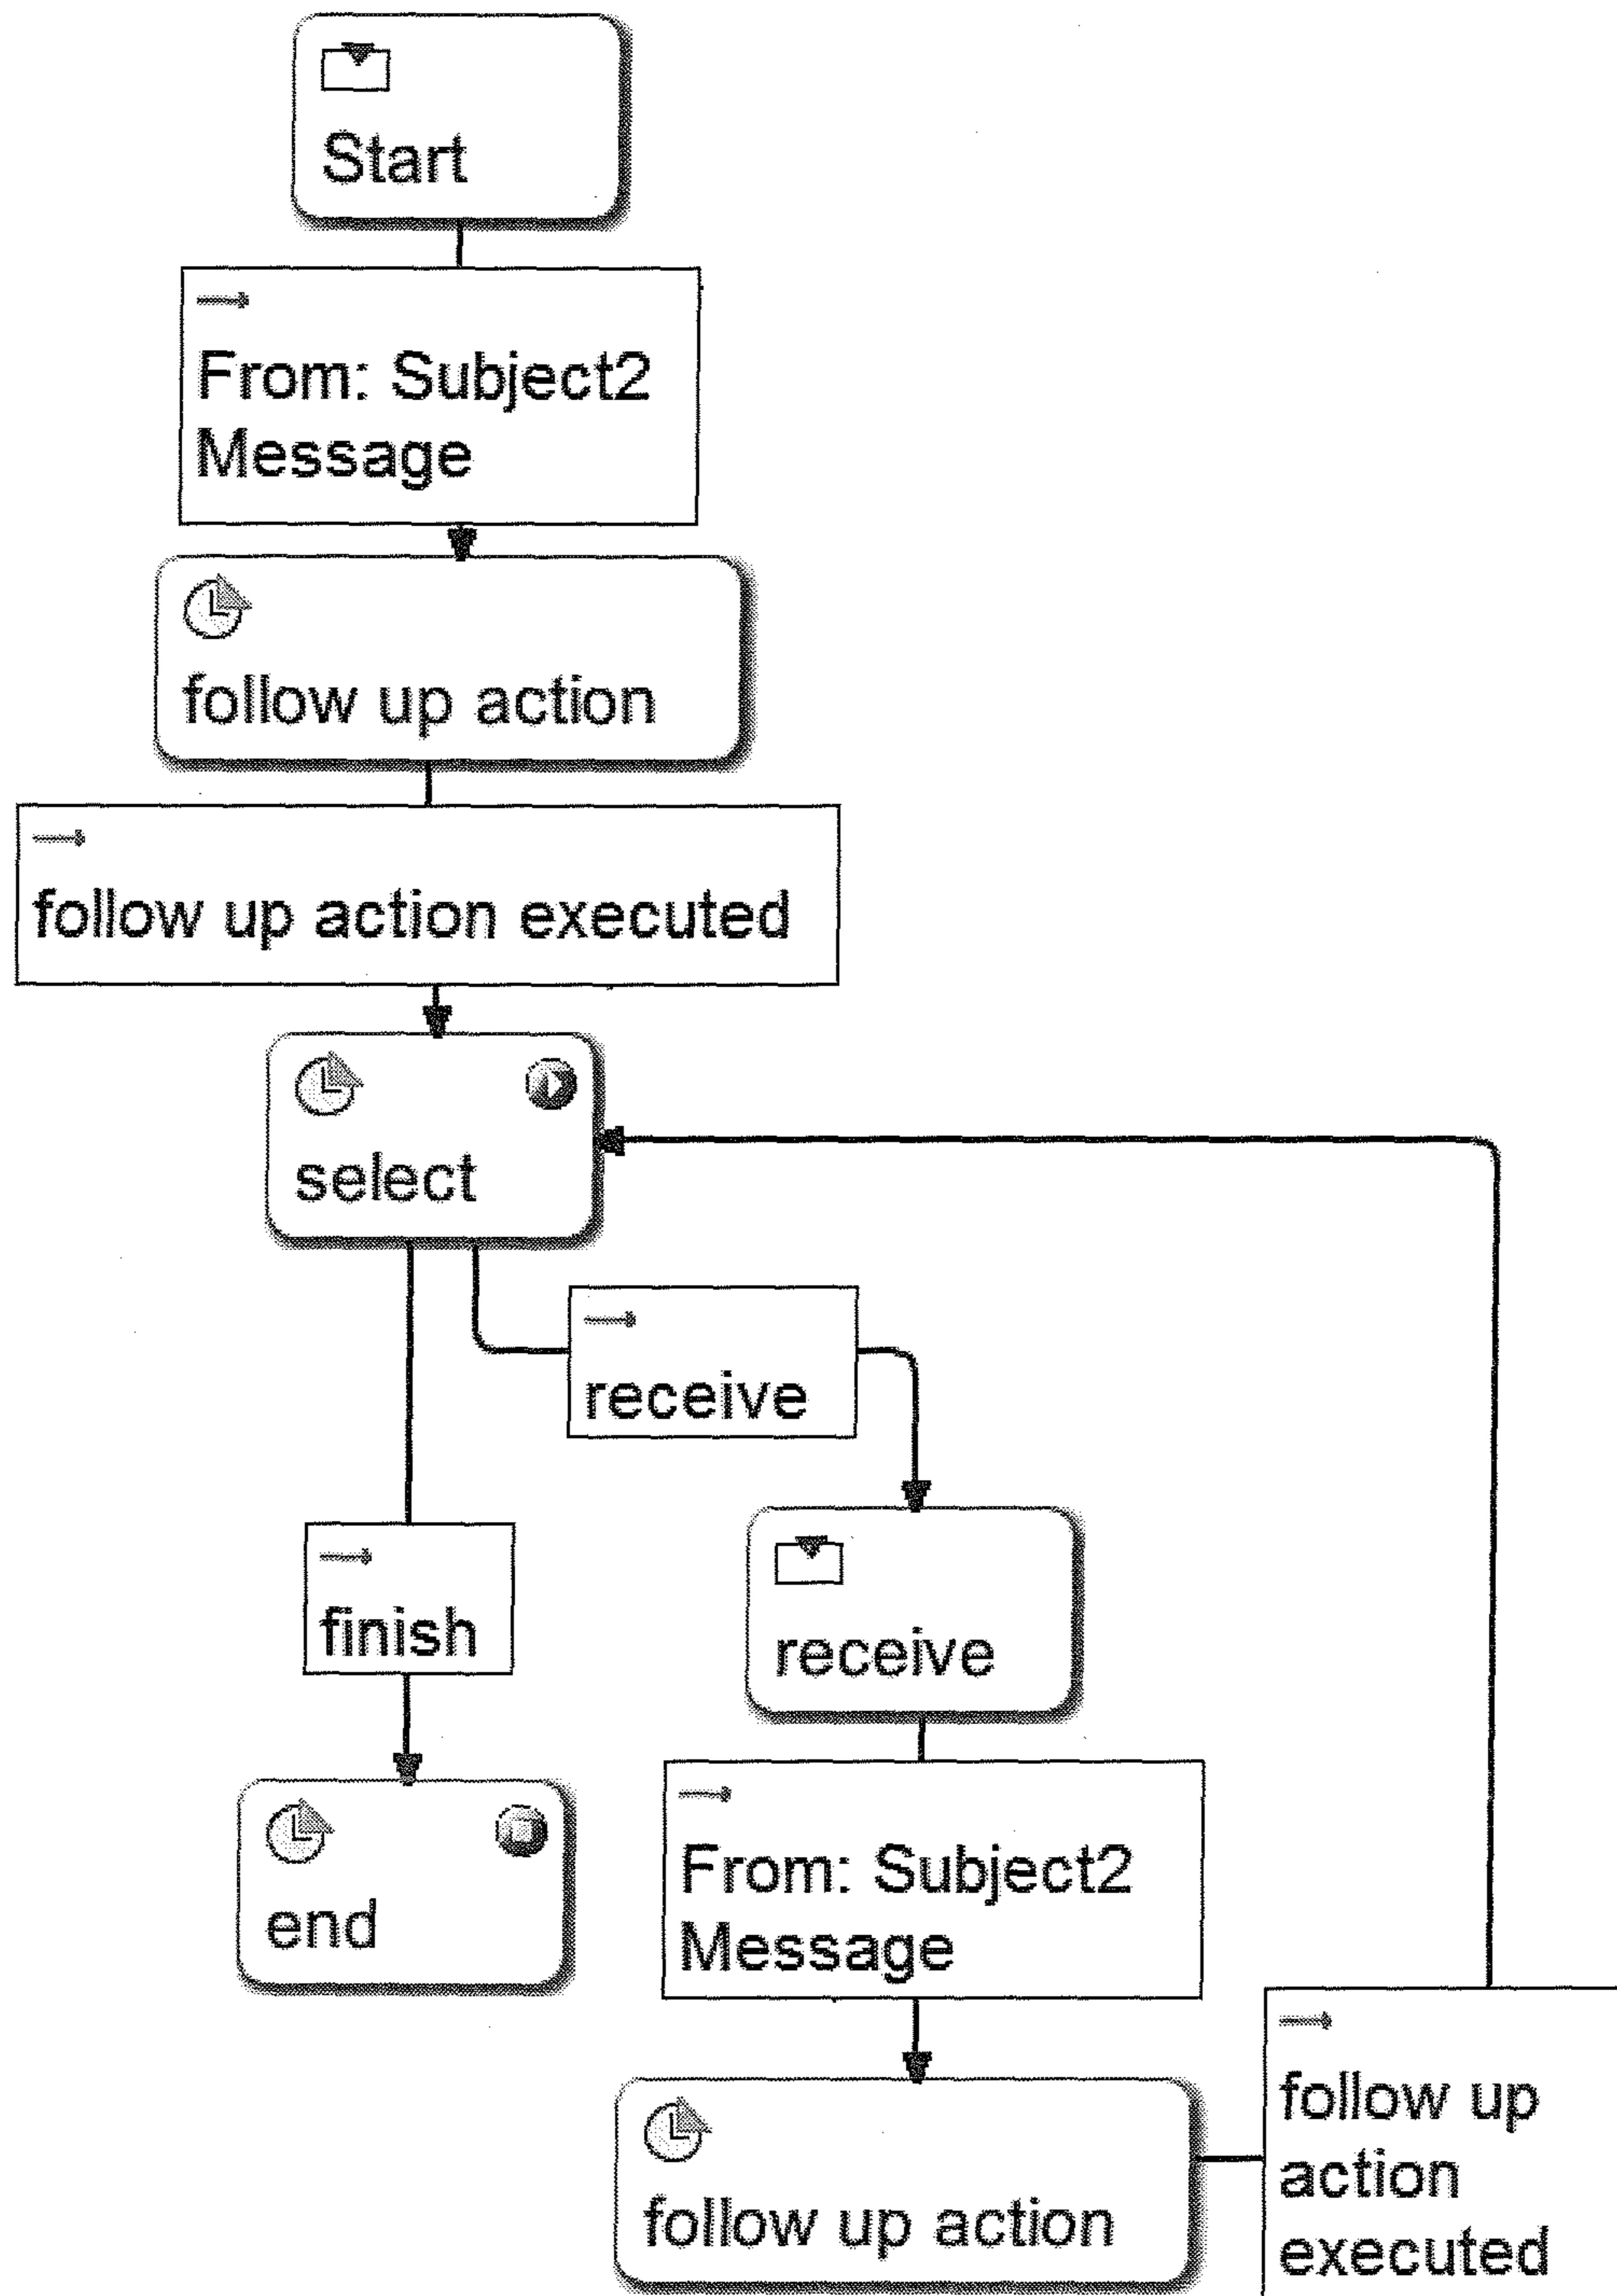 Start
From: Subject2
Message
follow up action
follow up action executed
select
receive
finish
receive
end
From: Subject2
Message
follow up action
follow up
action
executed